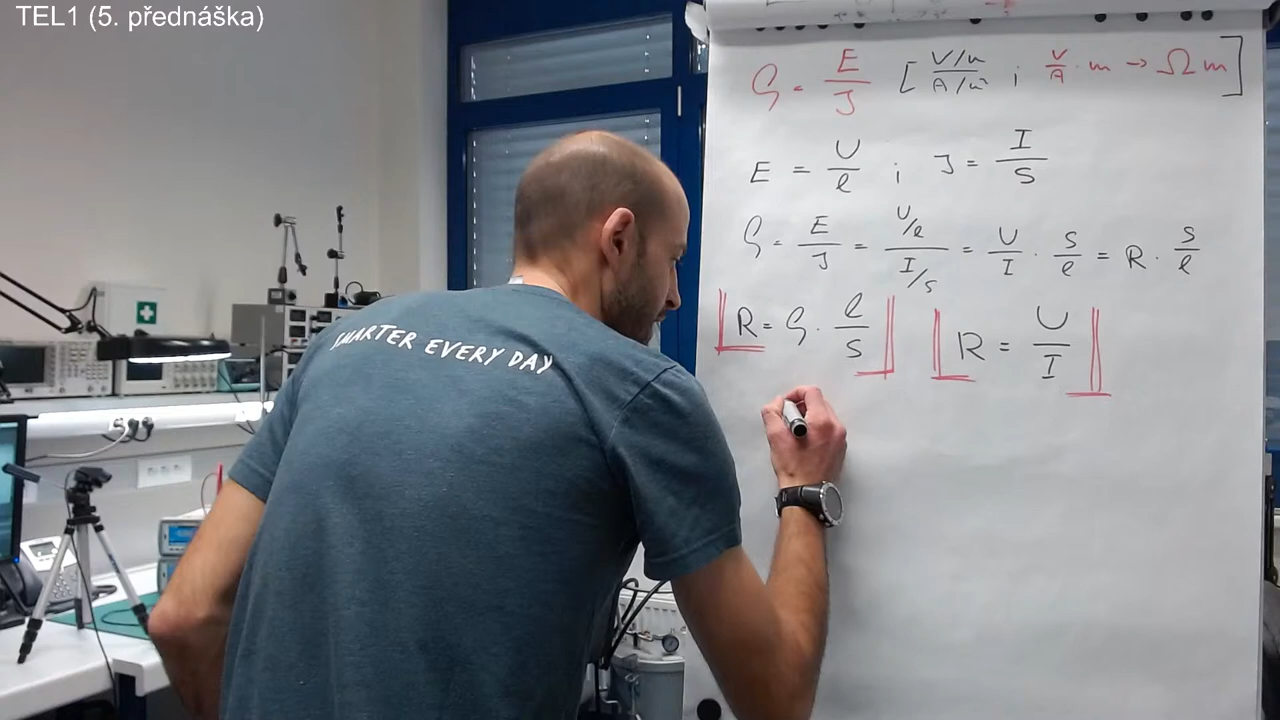 TEL1 (5. přednáška)
ρ = E/J [ V/m / A/m² ; V/A · m → Ωm ]
E = U/l ; J = I/S
ρ = E/J = U/l / I/S = U/I · S/l = R · S/l
R = ρ · l/S R = U/I
SMARTER EVERY DAY